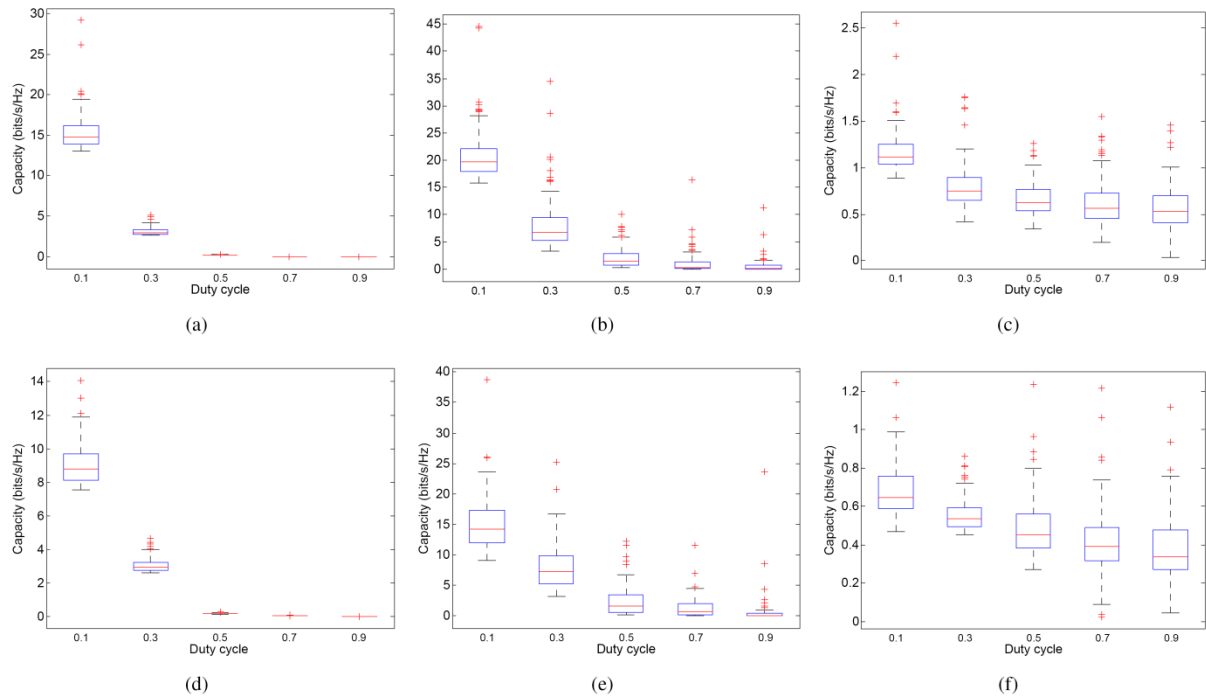 Capacity (bits/s/Hz)
30
25
20
15
10
5
0
0.1 0.3 0.5 0.7 0.9
Duty cycle
(a)
Capacity (bits/s/Hz)
45
40
35
30
25
20
15
10
5
0
0.1 0.3 0.5 0.7 0.9
Duty cycle
(b)
Capacity (bits/s/Hz)
2.5
2
1.5
1
0.5
0
0.1 0.3 0.5 0.7 0.9
Duty cycle
(c)
Capacity (bits/s/Hz)
14
12
10
8
6
4
2
0
0.1 0.3 0.5 0.7 0.9
Duty cycle
(d)
Capacity (bits/s/Hz)
40
35
30
25
20
15
10
5
0
0.1 0.3 0.5 0.7 0.9
Duty cycle
(e)
Capacity (bits/s/Hz)
1.2
1
0.8
0.6
0.4
0.2
0
0.1 0.3 0.5 0.7 0.9
Duty cycle
(f)